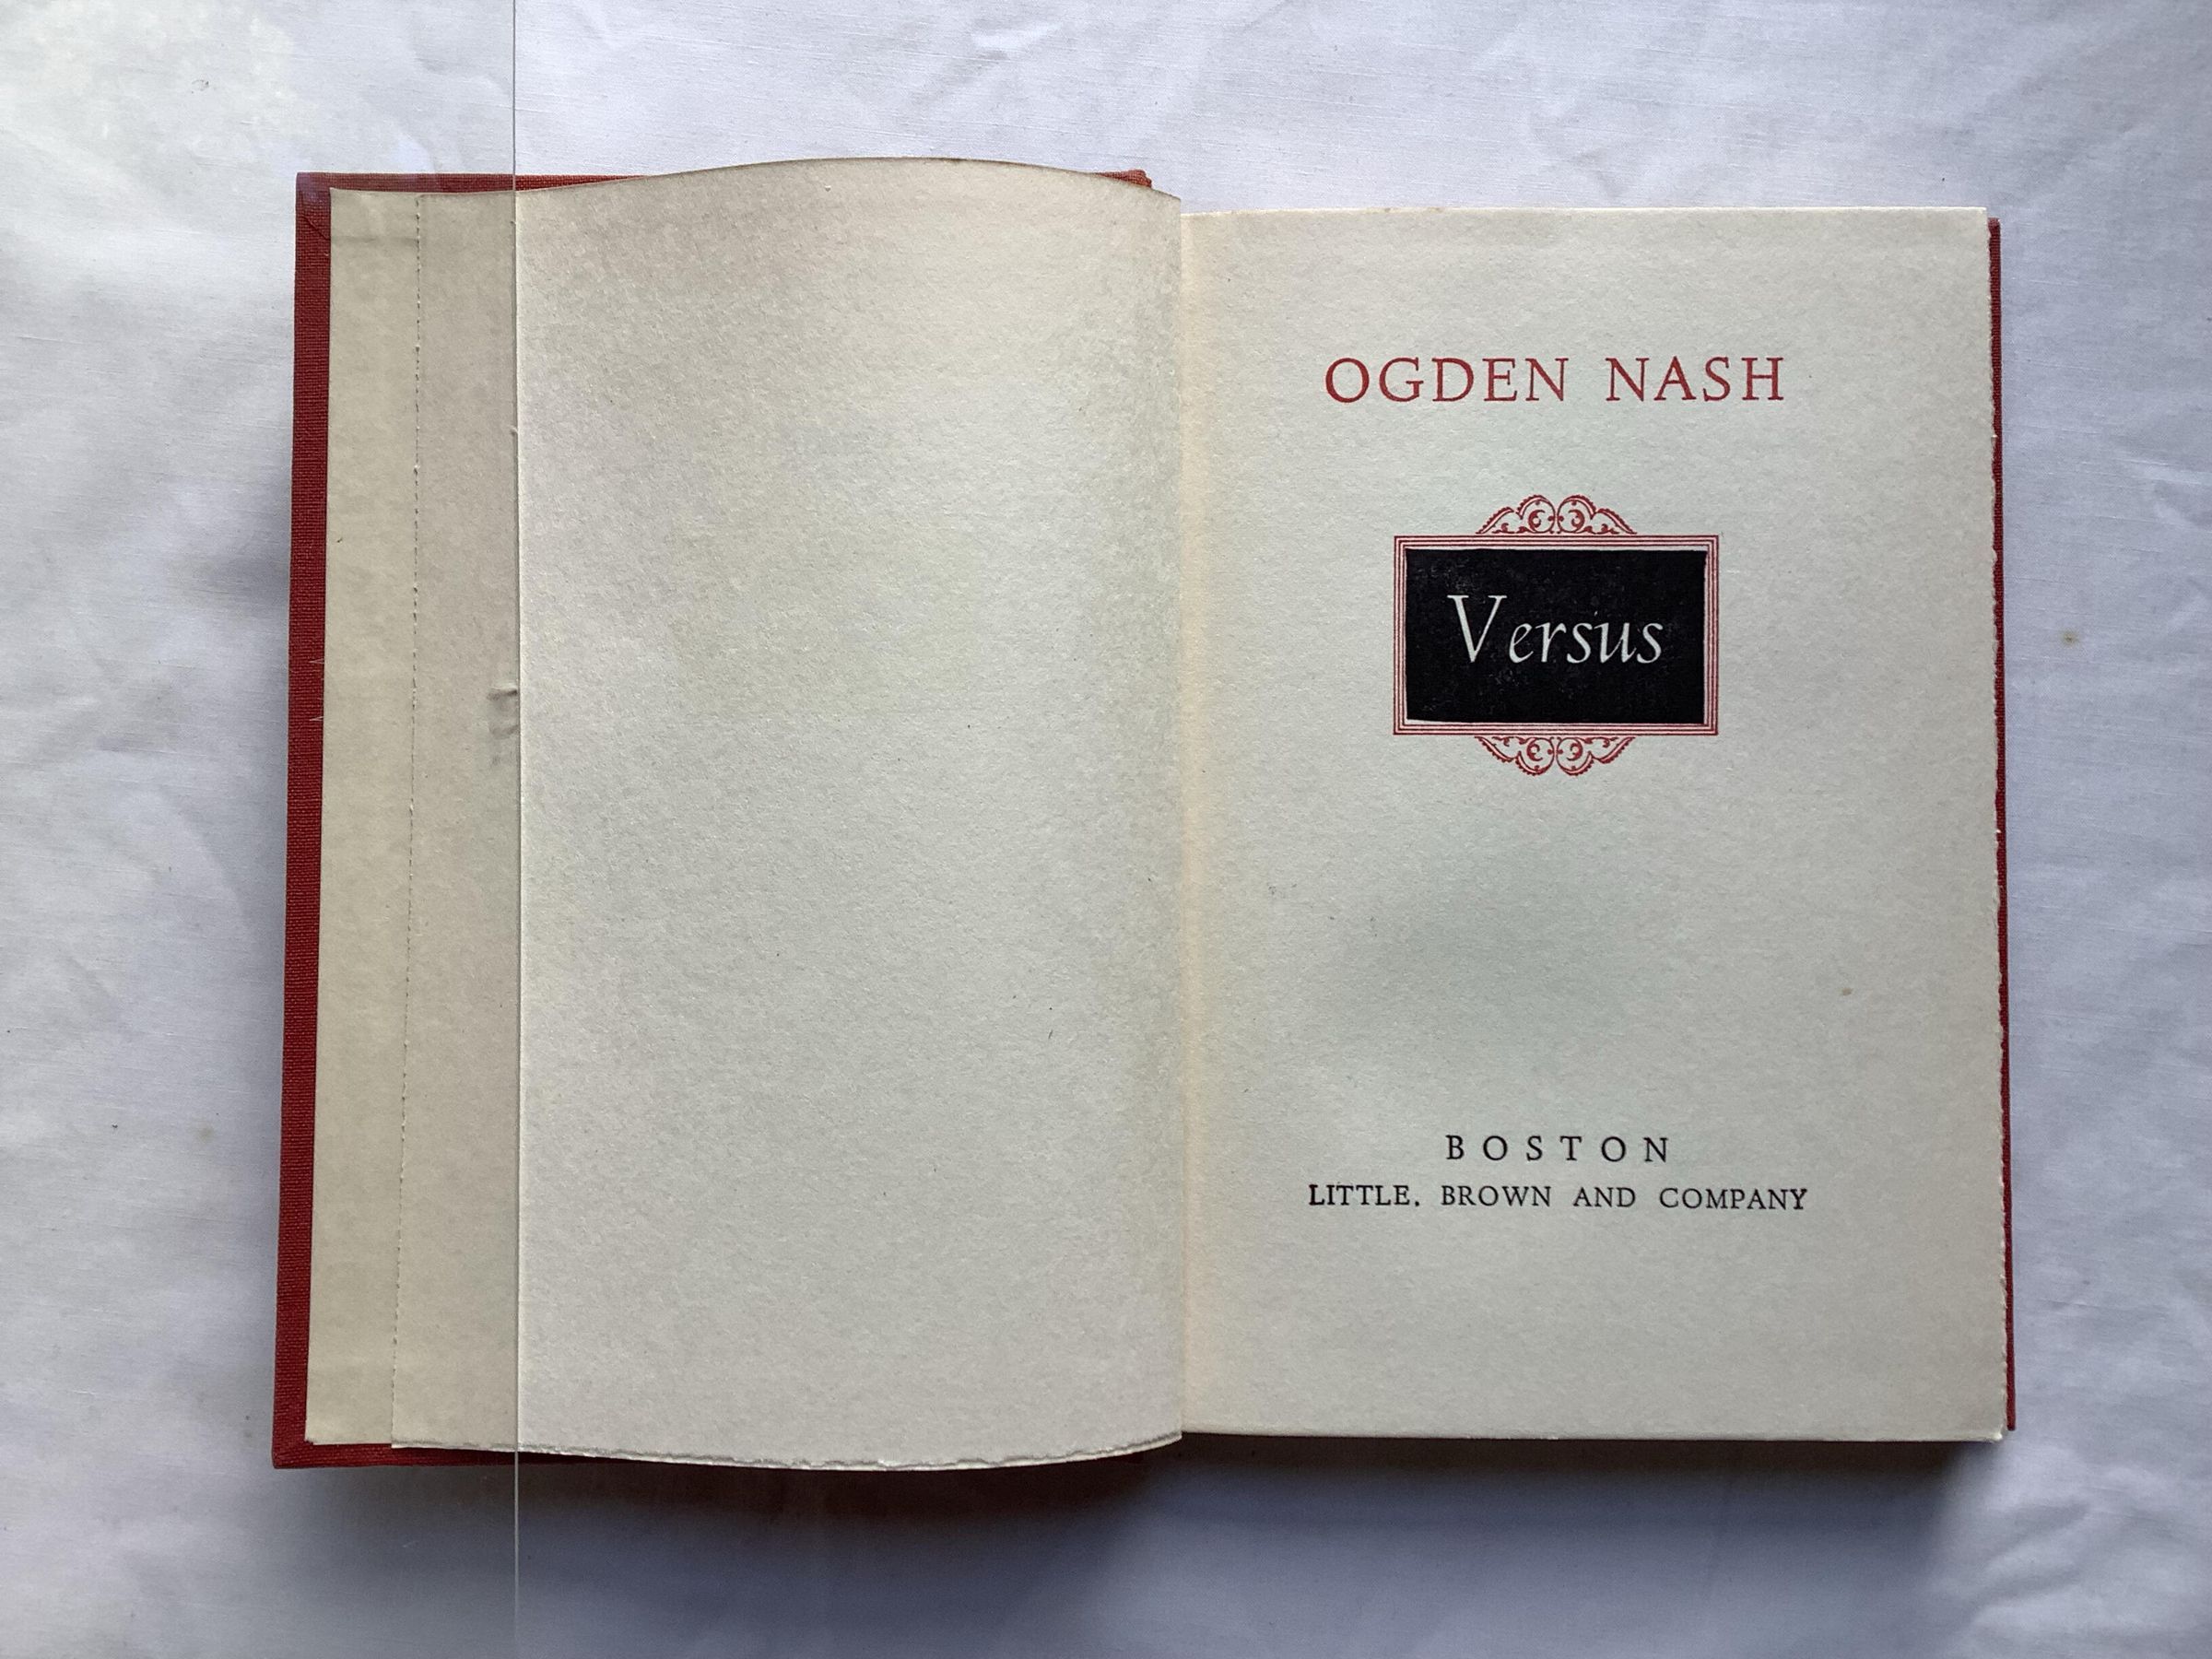 OGDEN NASH
Versus
BOSTON
LITTLE, BROWN AND COMPANY